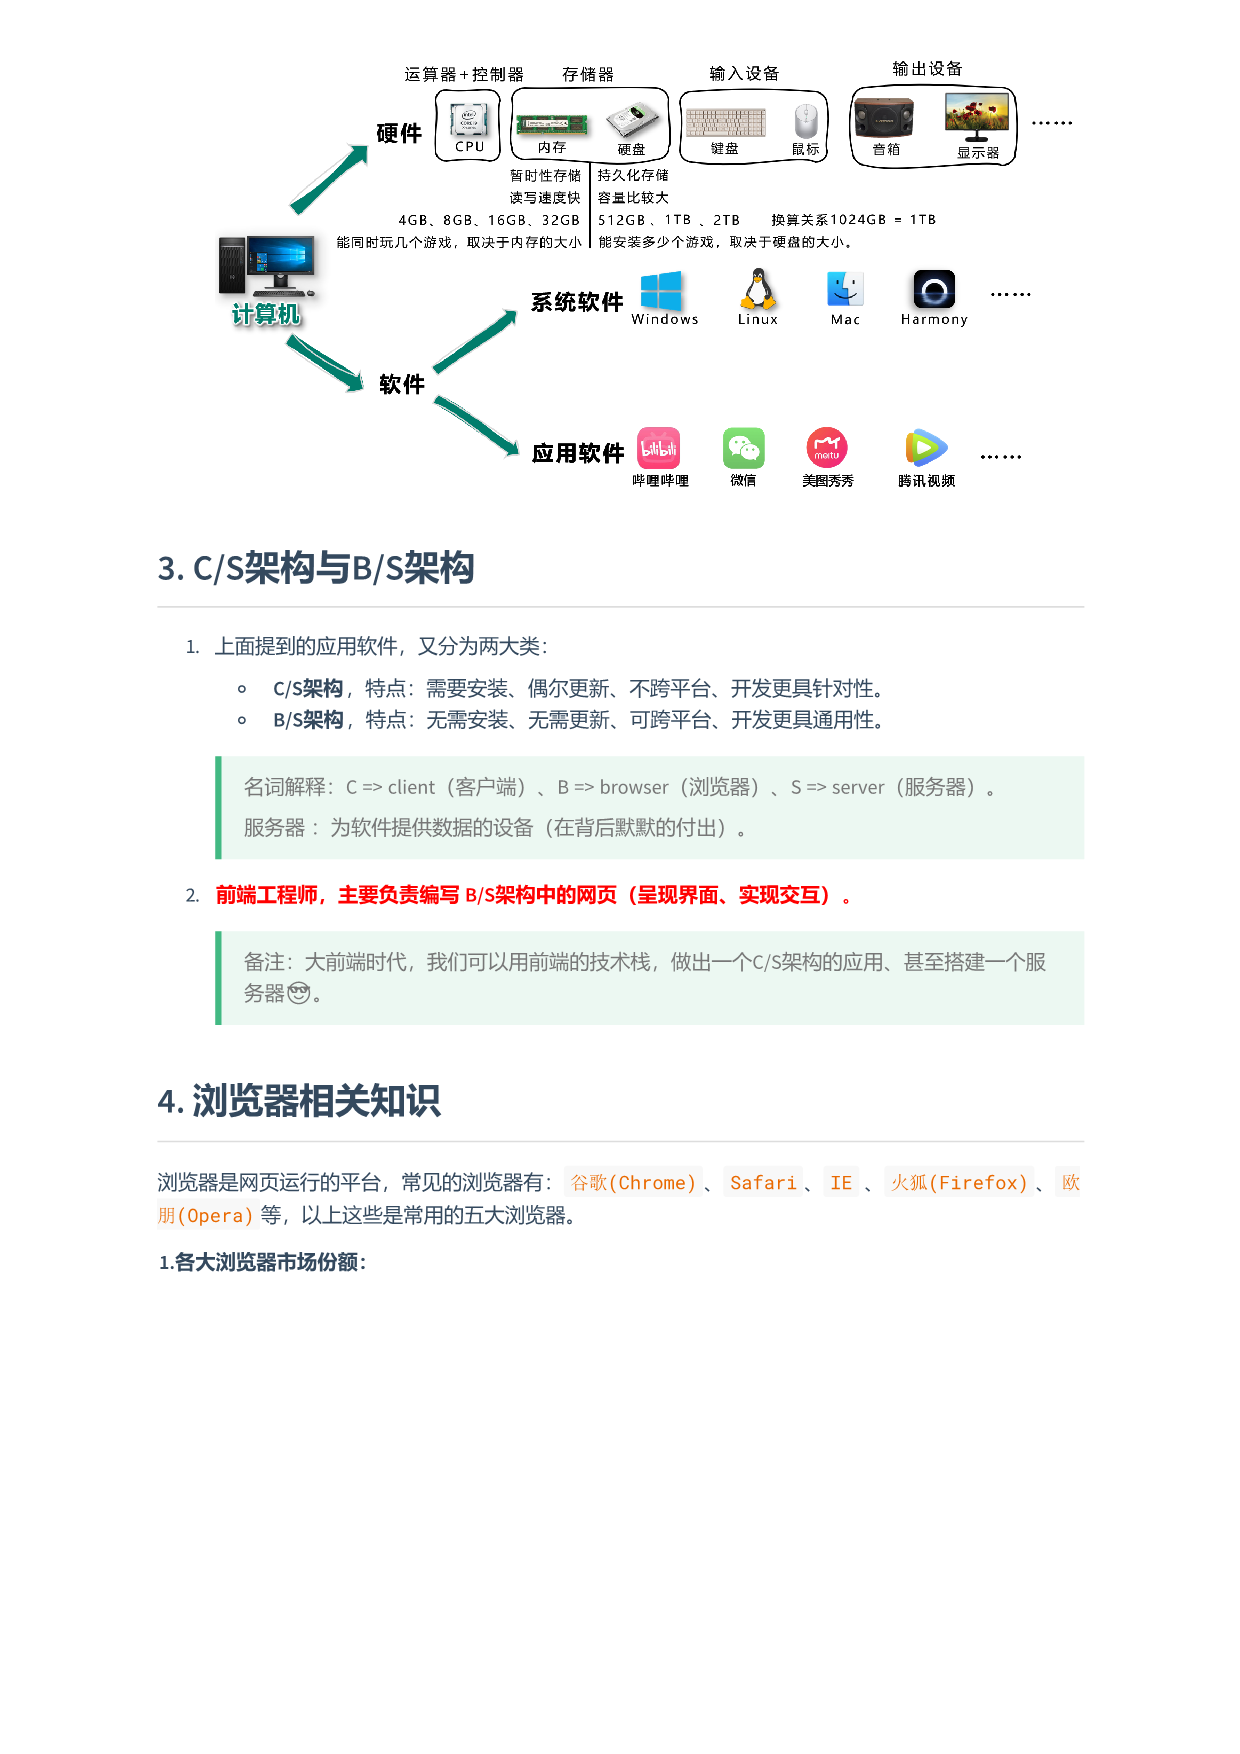 运算器+控制器 存储器 输入设备 输出设备
硬件 CPU 内存 硬盘 键盘 鼠标 音箱 显示器 ……
暂时性存储 持久化存储
读写速度快 容量比较大
4GB、8GB、16GB、32GB 512GB 、1TB 、2TB 换算关系1024GB = 1TB
能同时玩几个游戏，取决于内存的大小 能安装多少个游戏，取决于硬盘的大小。
计算机
系统软件 Windows Linux Mac Harmony ……
软件
应用软件 bilibili meitu ……
哔哩哔哩 微信 美图秀秀 腾讯视频
3. C/S架构与B/S架构
1. 上面提到的应用软件，又分为两大类：
C/S架构，特点：需要安装、偶尔更新、不跨平台、开发更具针对性。
B/S架构，特点：无需安装、无需更新、可跨平台、开发更具通用性。
名词解释：C => client（客户端）、B => browser（浏览器）、S => server（服务器）。
服务器 ：为软件提供数据的设备（在背后默默的付出）。
2. 前端工程师，主要负责编写 B/S架构中的网页（呈现界面、实现交互）。
备注：大前端时代，我们可以用前端的技术栈，做出一个C/S架构的应用、甚至搭建一个服
务器😎。
4. 浏览器相关知识
浏览器是网页运行的平台，常见的浏览器有： 谷歌(Chrome) 、 Safari 、 IE 、 火狐(Firefox) 、 欧
朋(Opera) 等，以上这些是常用的五大浏览器。
1.各大浏览器市场份额：